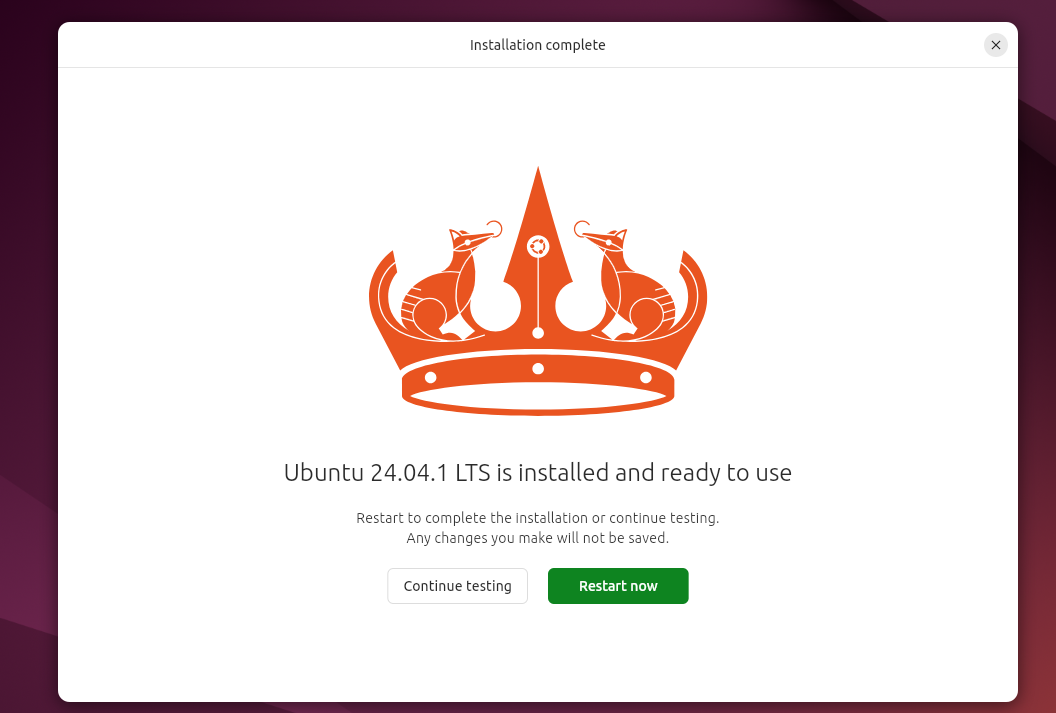 Installation complete
Ubuntu 24.04.1 LTS is installed and ready to use
Restart to complete the installation or continue testing.
Any changes you make will not be saved.
Continue testing
Restart now